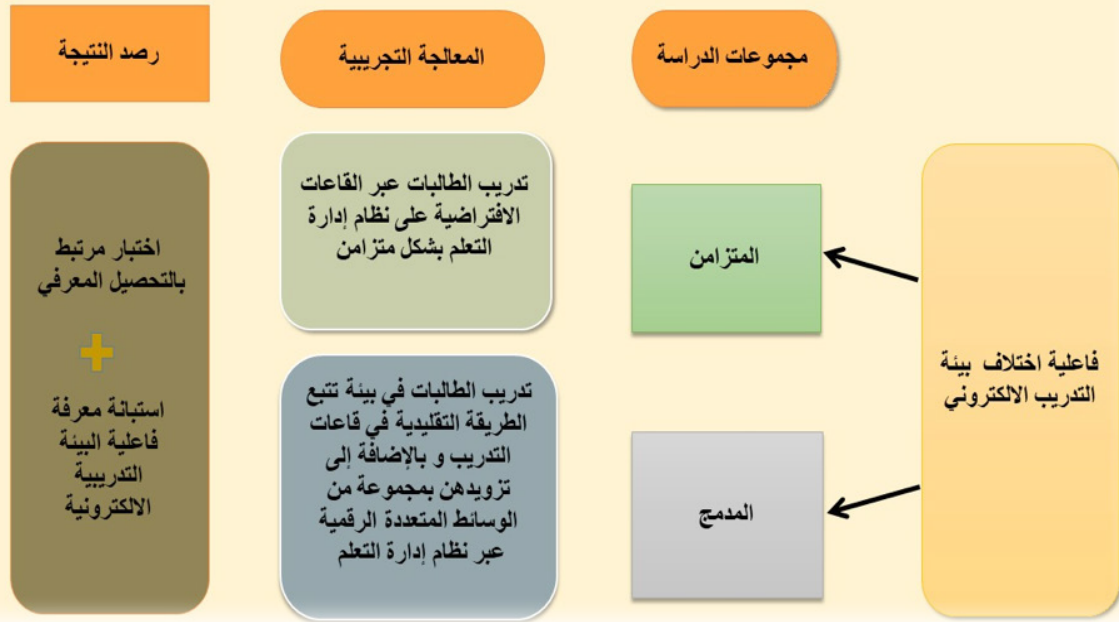 مجموعات الدراسة
المعالجة التجريبية
رصد النتيجة
فاعلية اختلاف بيئة
التدريب الالكتروني
المتزامن
المدمج
تدريب الطالبات عبر القاعات
الافتراضية على نظام إدارة
التعلم بشكل متزامن
تدريب الطالبات في بيئة تتبع
الطريقة التقليدية في قاعات
التدريب و بالإضافة إلى
تزويدهن بمجموعة من
الوسائط المتعددة الرقمية
عبر نظام إدارة التعلم
اختبار مرتبط
بالتحصيل المعرفي
استبانة معرفة
فاعلية البيئة
التدريبية
الالكترونية